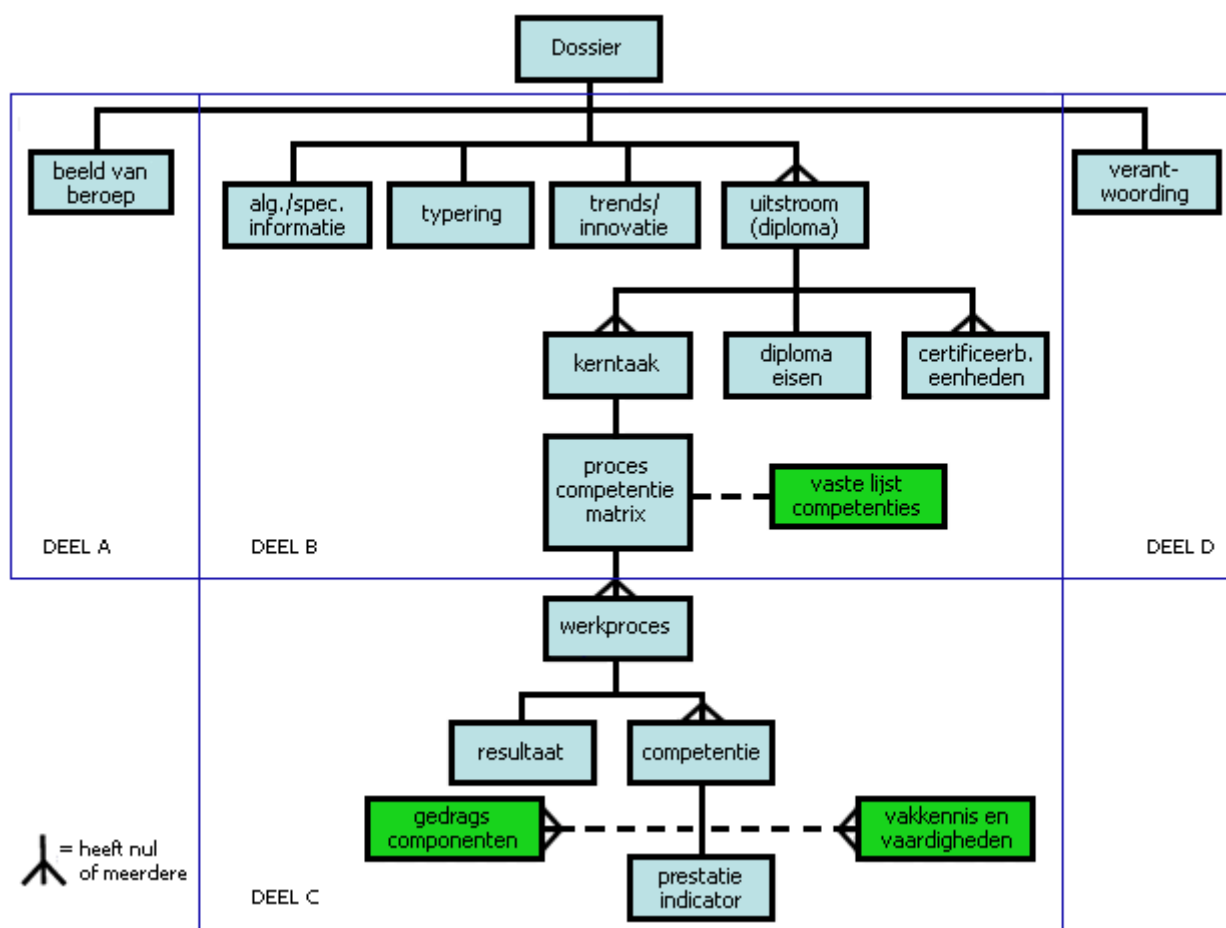 Dossier
beeld van
beroep
alg./spec.
informatie
typering
trends/
innovatie
uitstroom
(diploma)
verant-
woording
kerntaak
diploma
eisen
certificeerb.
eenheden
proces
competentie
matrix
vaste lijst
competenties
DEEL A
DEEL B
DEEL D
werkproces
resultaat
competentie
gedrags
componenten
vakkennis en
vaardigheden
= heeft nul
of meerdere
prestatie
indicator
DEEL C